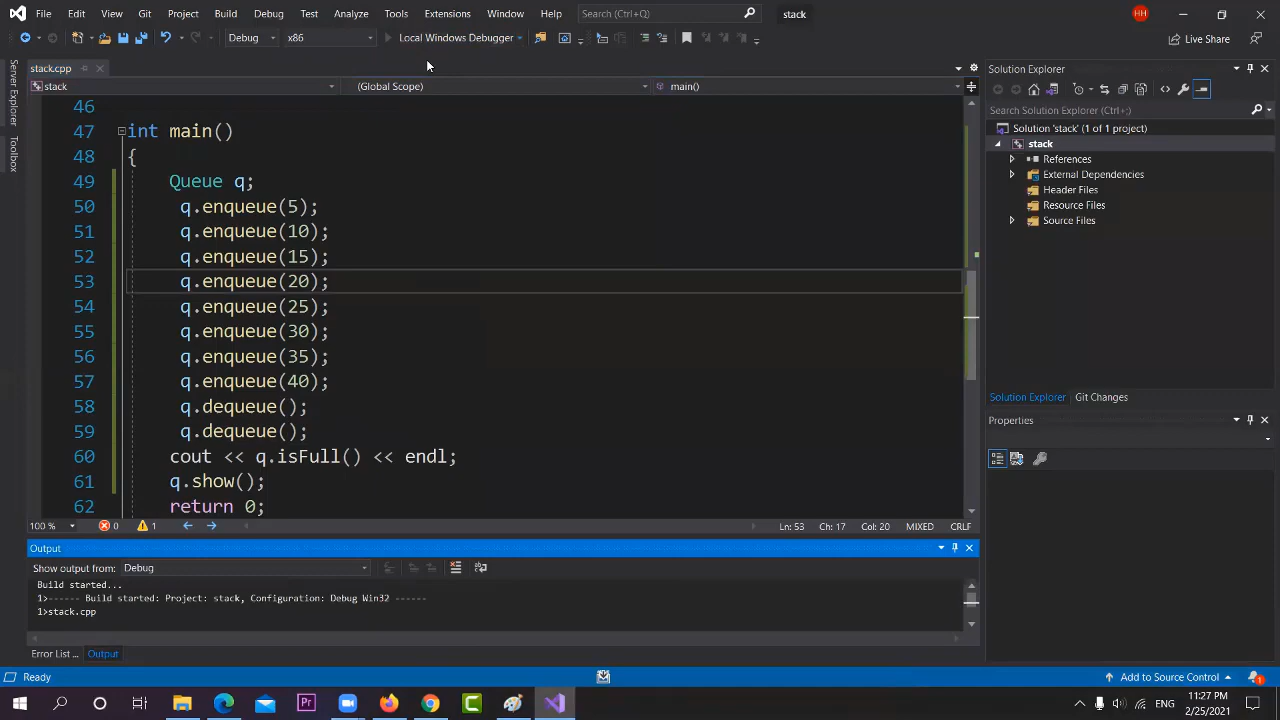 File Edit View Git Project Build Debug Test Analyze Tools Extensions Window Help Search (Ctrl+Q) stack HH
Debug x86 Local Windows Debugger Live Share
Server Explorer
Toolbox
stack.cpp
stack (Global Scope) main()
46
47 int main()
48 {
49 Queue q;
50 q.enqueue(5);
51 q.enqueue(10);
52 q.enqueue(15);
53 q.enqueue(20);
54 q.enqueue(25);
55 q.enqueue(30);
56 q.enqueue(35);
57 q.enqueue(40);
58 q.dequeue();
59 q.dequeue();
60 cout << q.isFull() << endl;
61 q.show();
62 return 0;
100 % 0 1 Ln: 53 Ch: 17 Col: 20 MIXED CRLF
Output
Show output from: Debug
Build started...
1>------ Build started: Project: stack, Configuration: Debug Win32 ------
1>stack.cpp
Error List ... Output
Solution Explorer
Search Solution Explorer (Ctrl+;)
Solution 'stack' (1 of 1 project)
stack
References
External Dependencies
Header Files
Resource Files
Source Files
Solution Explorer Git Changes
Properties
Ready Add to Source Control 1
Pr ENG 11:27 PM
2/25/2021